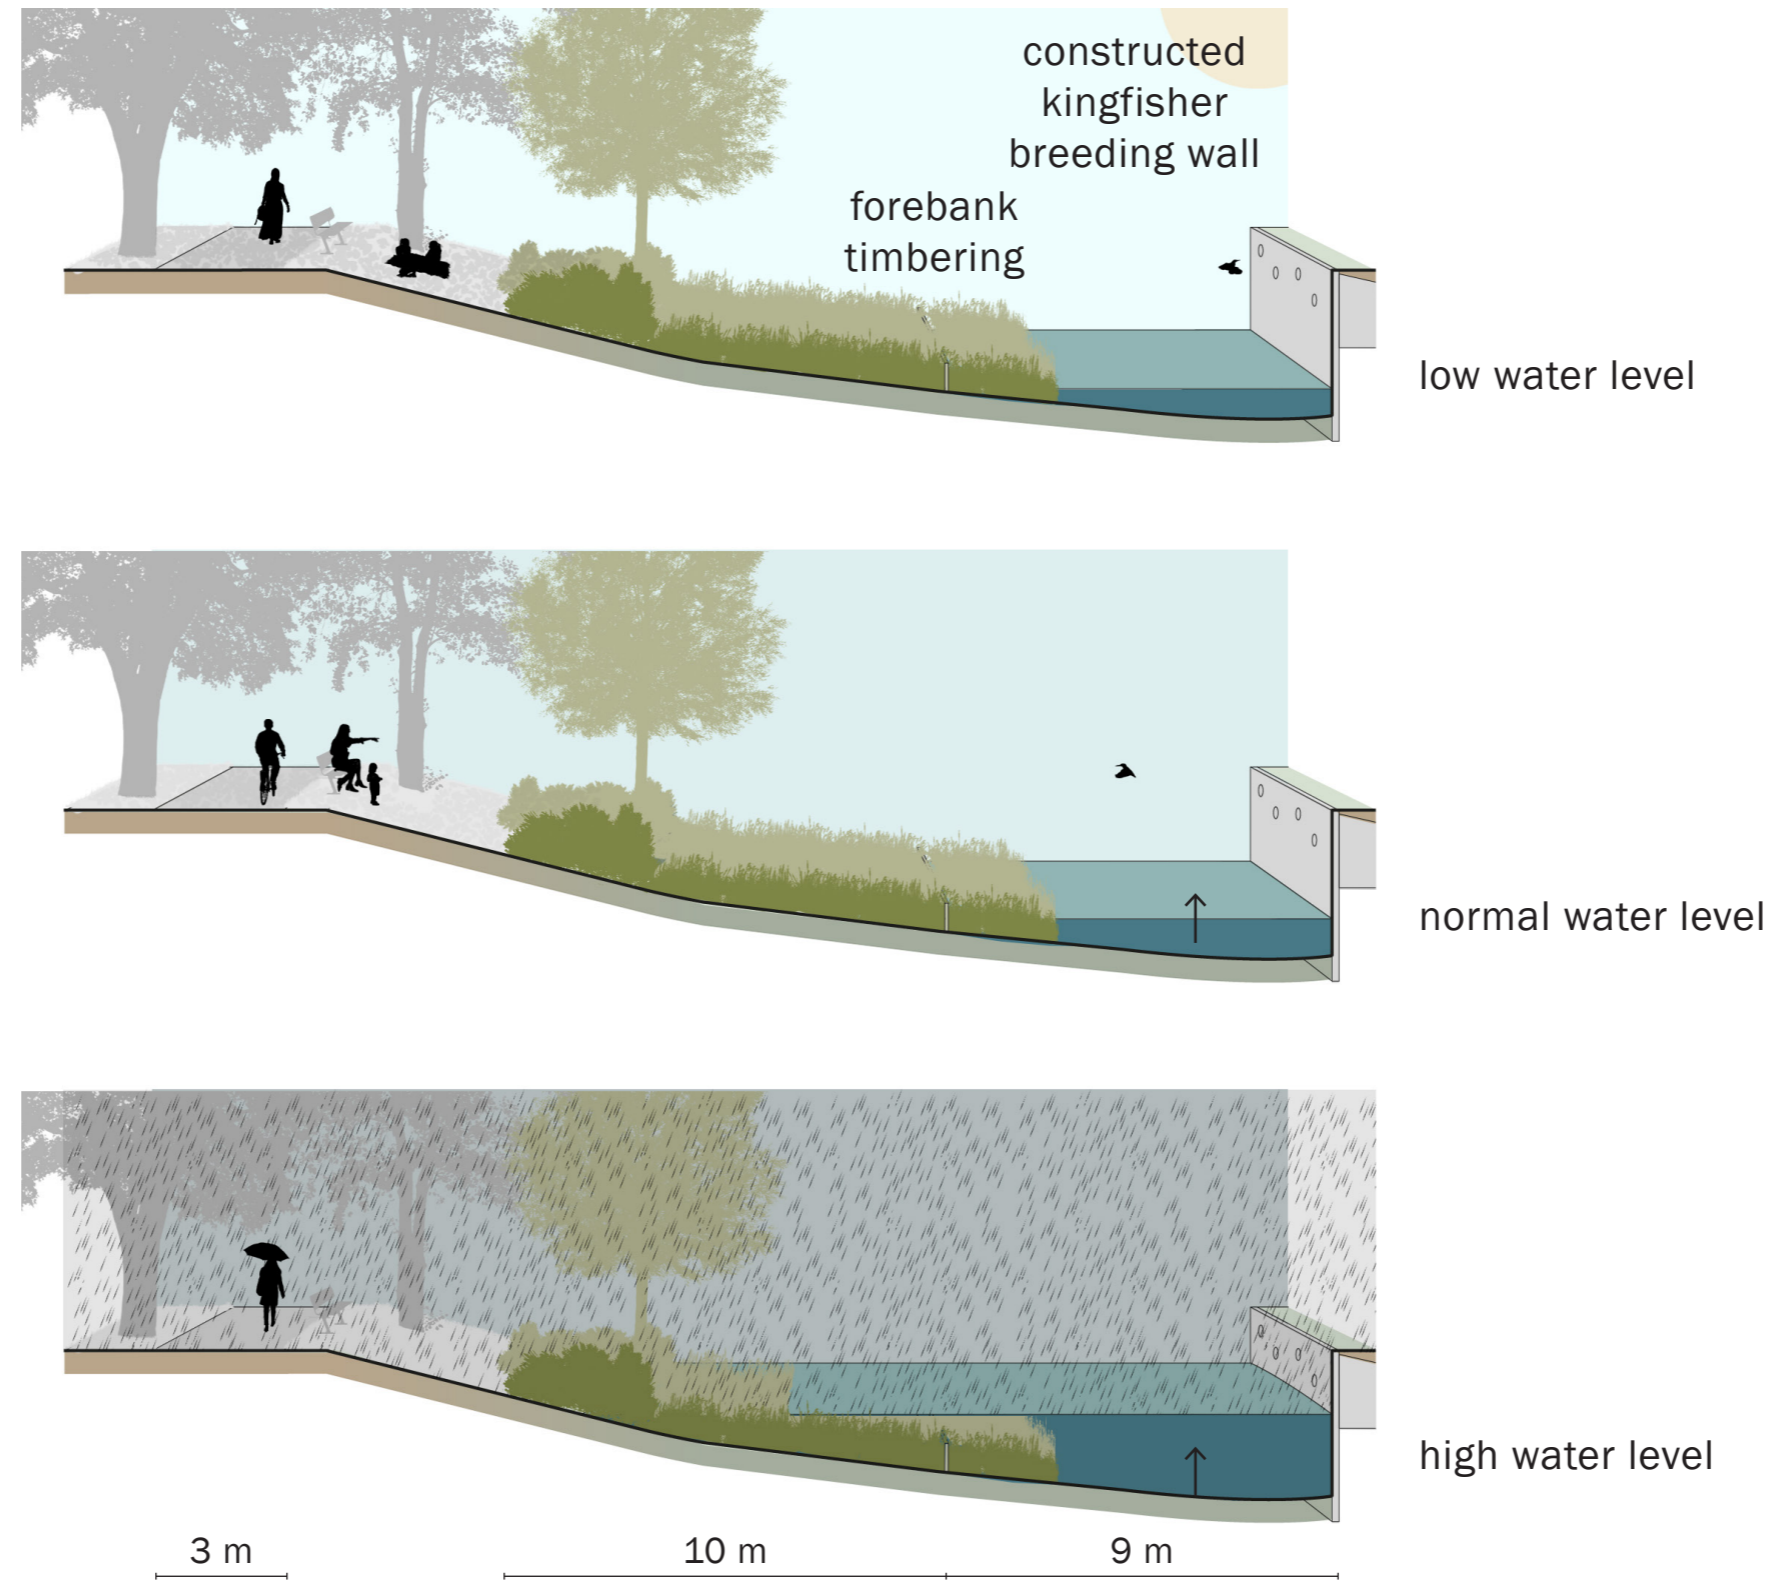 constructed
kingfisher
breeding wall
forebank
timbering
low water level
normal water level
high water level
3 m
10 m
9 m